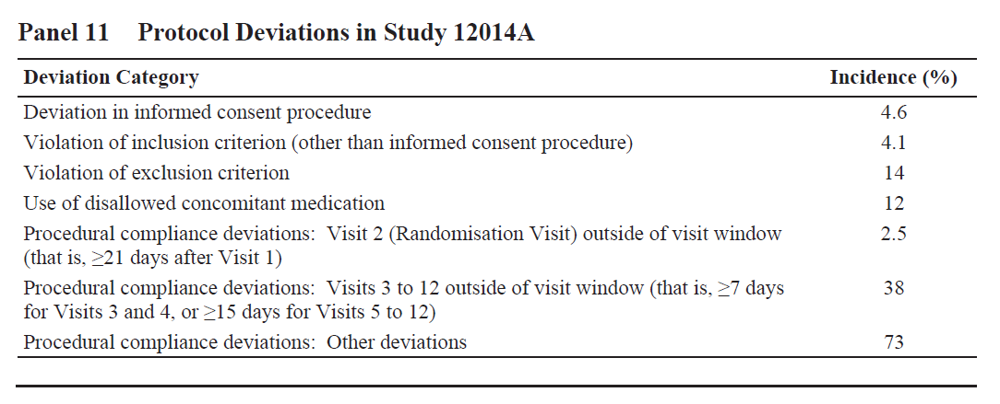 Panel 11 Protocol Deviations in Study 12014A
Deviation Category Incidence (%)
Deviation in informed consent procedure 4.6
Violation of inclusion criterion (other than informed consent procedure) 4.1
Violation of exclusion criterion 14
Use of disallowed concomitant medication 12
Procedural compliance deviations: Visit 2 (Randomisation Visit) outside of visit window 2.5
(that is, ≥21 days after Visit 1)
Procedural compliance deviations: Visits 3 to 12 outside of visit window (that is, ≥7 days 38
for Visits 3 and 4, or ≥15 days for Visits 5 to 12)
Procedural compliance deviations: Other deviations 73